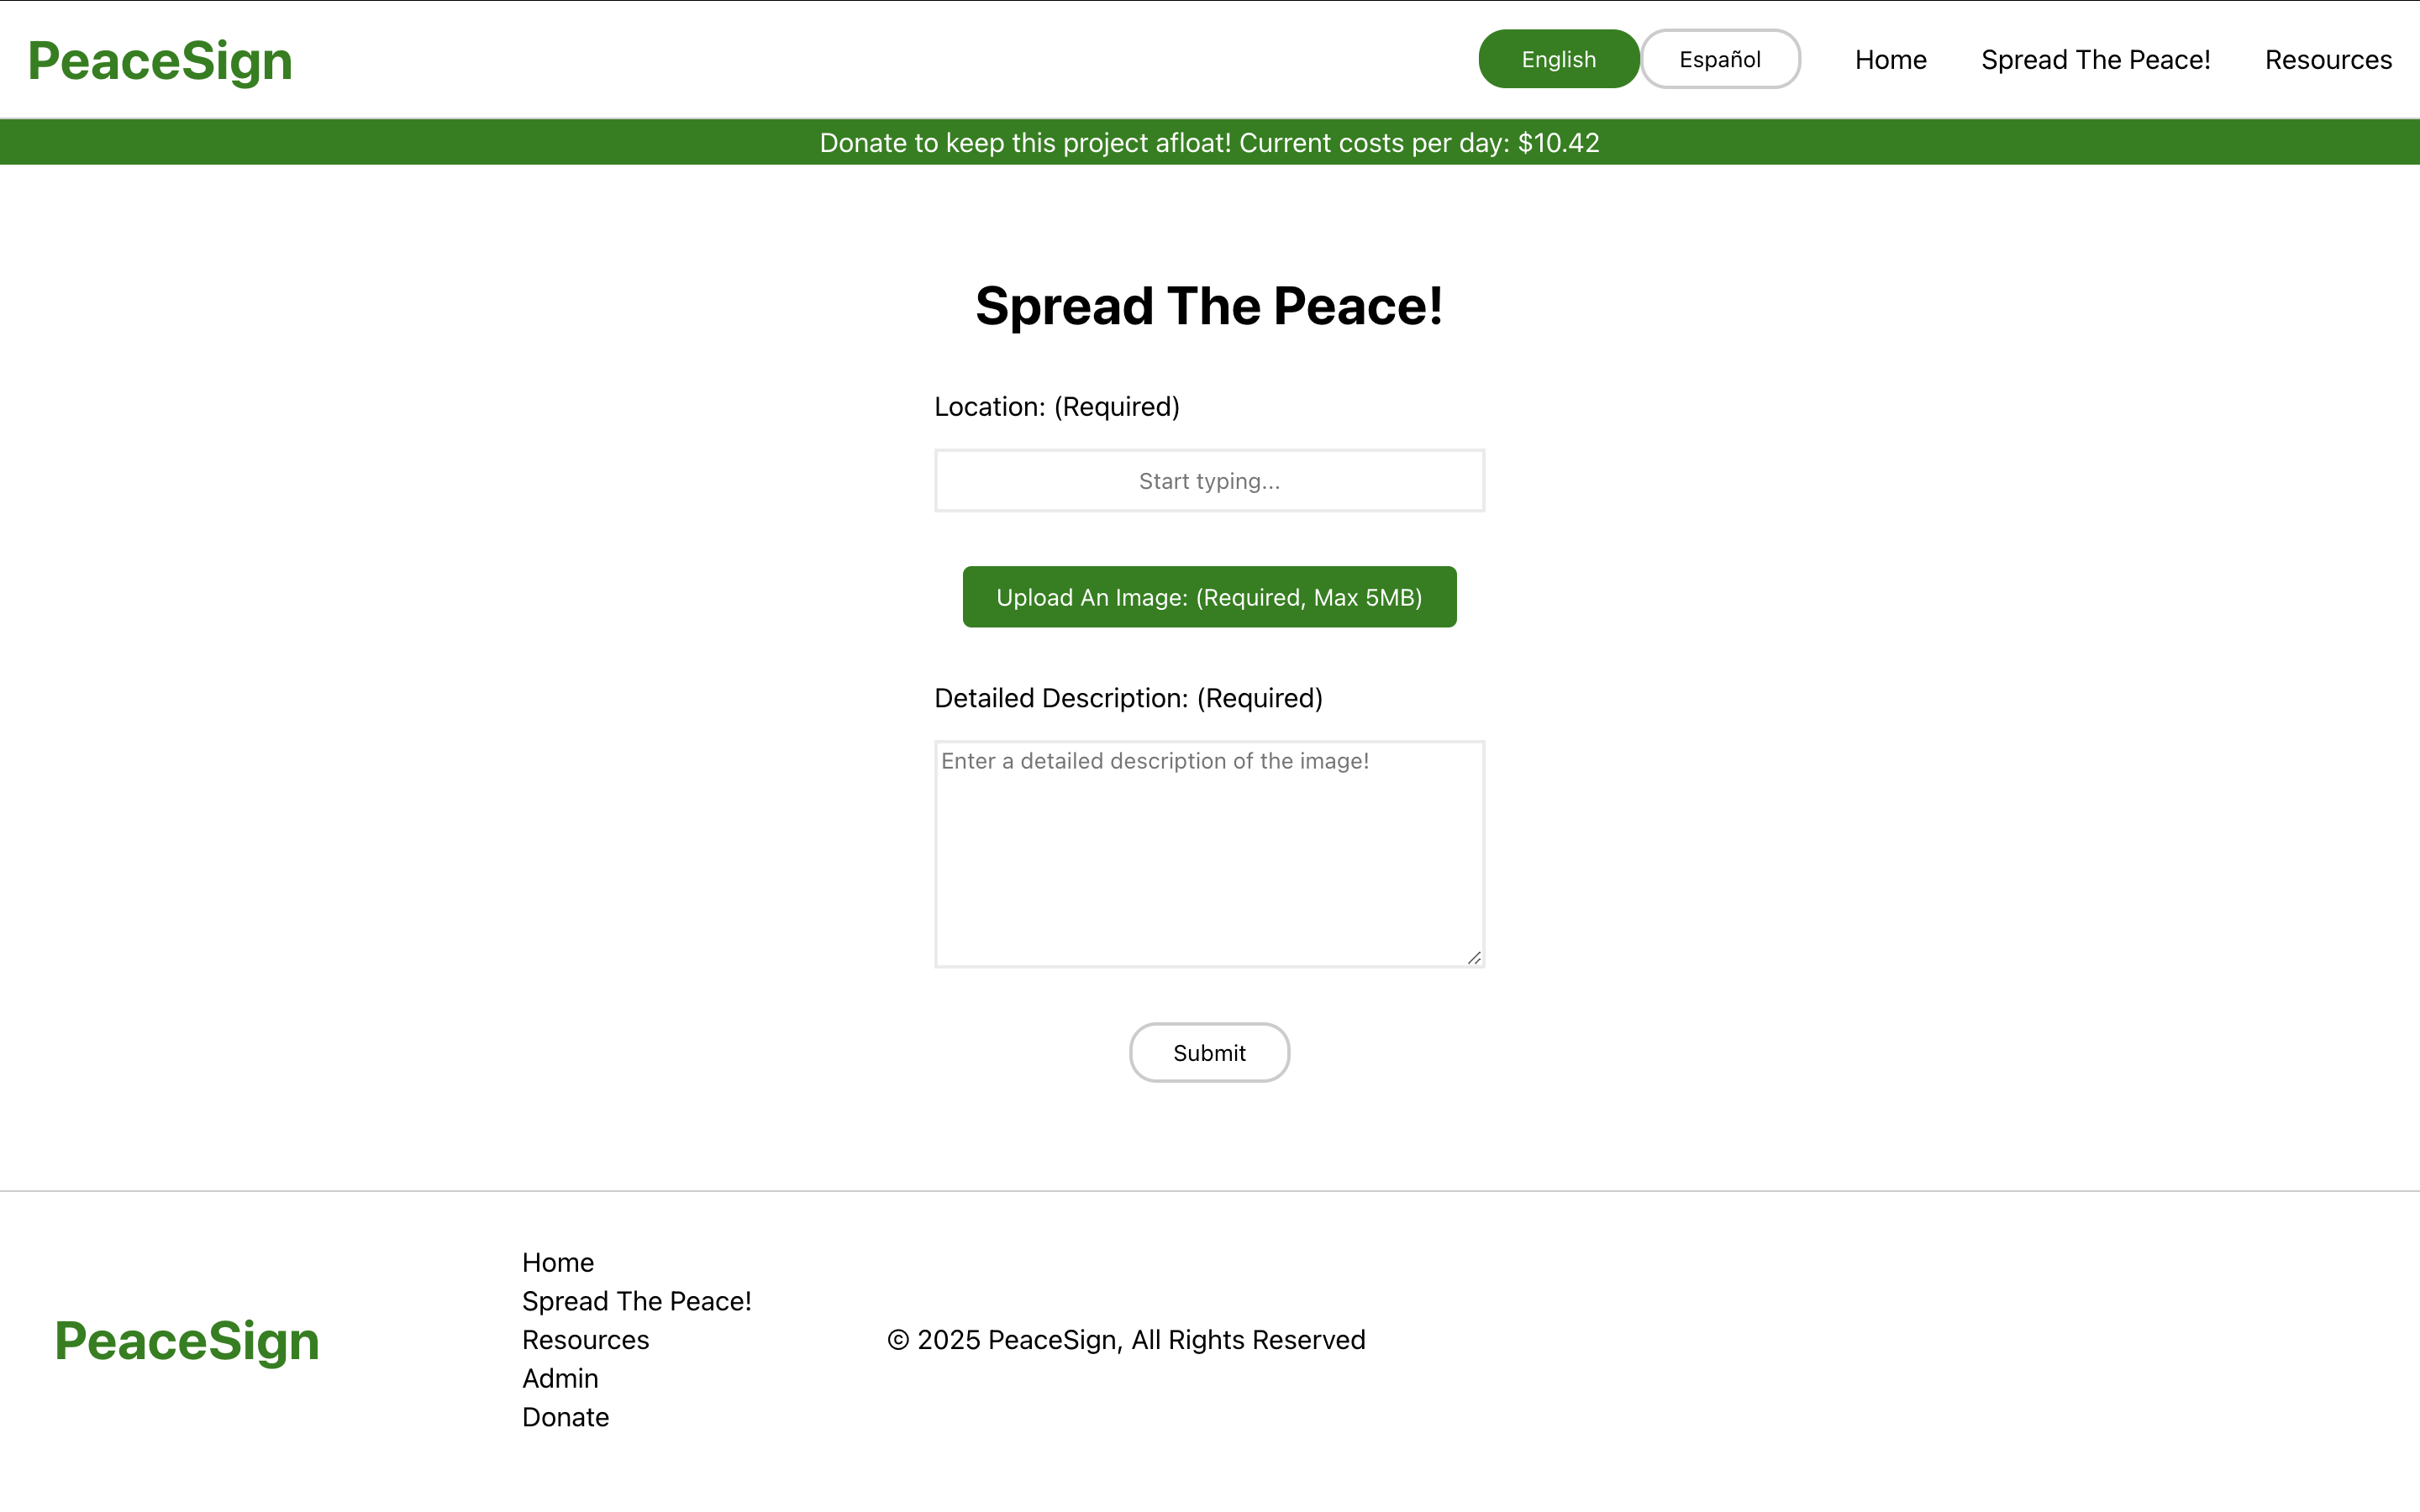 PeaceSign
English Español Home Spread The Peace! Resources
Donate to keep this project afloat! Current costs per day: $10.42
Spread The Peace!
Location: (Required)
Start typing...
Upload An Image: (Required, Max 5MB)
Detailed Description: (Required)
Enter a detailed description of the image!
Submit
PeaceSign
Home
Spread The Peace!
Resources
Admin
Donate
© 2025 PeaceSign, All Rights Reserved